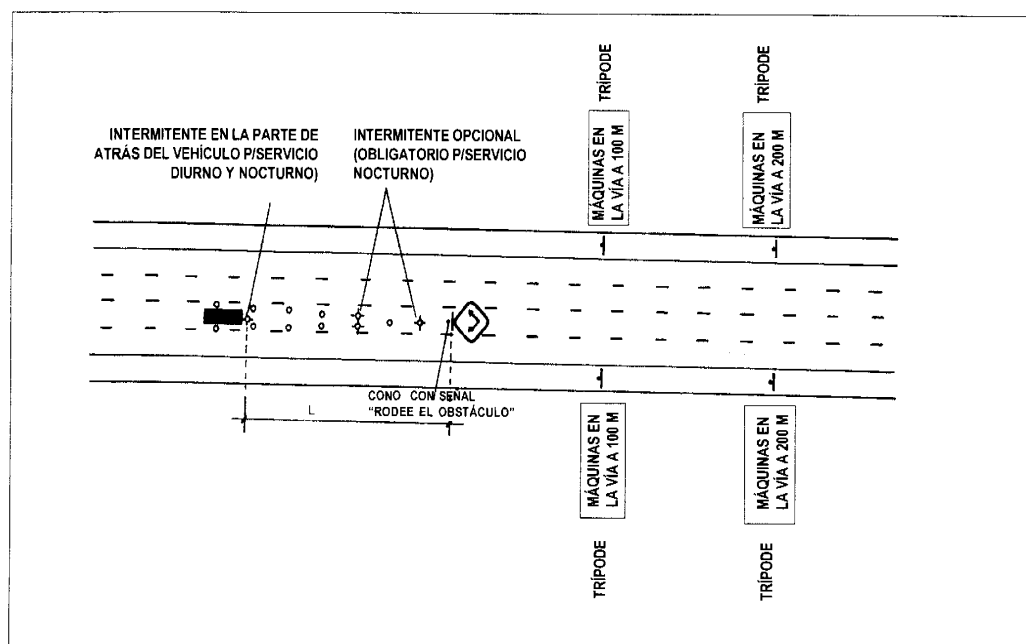 TRÍPODE
TRÍPODE
MÁQUINAS EN
LA VÍA A 100 M
MÁQUINAS EN
LA VÍA A 200 M
INTERMITENTE EN LA PARTE DE
ATRÁS DEL VEHÍCULO P/SERVICIO
DIURNO Y NOCTURNO)
INTERMITENTE OPCIONAL
(OBLIGATORIO P/SERVICIO
NOCTURNO)
CONO CON SEÑAL
"RODEE EL OBSTÁCULO"
L
MÁQUINAS EN
LA VÍA A 100 M
MÁQUINAS EN
LA VÍA A 200 M
TRÍPODE
TRÍPODE